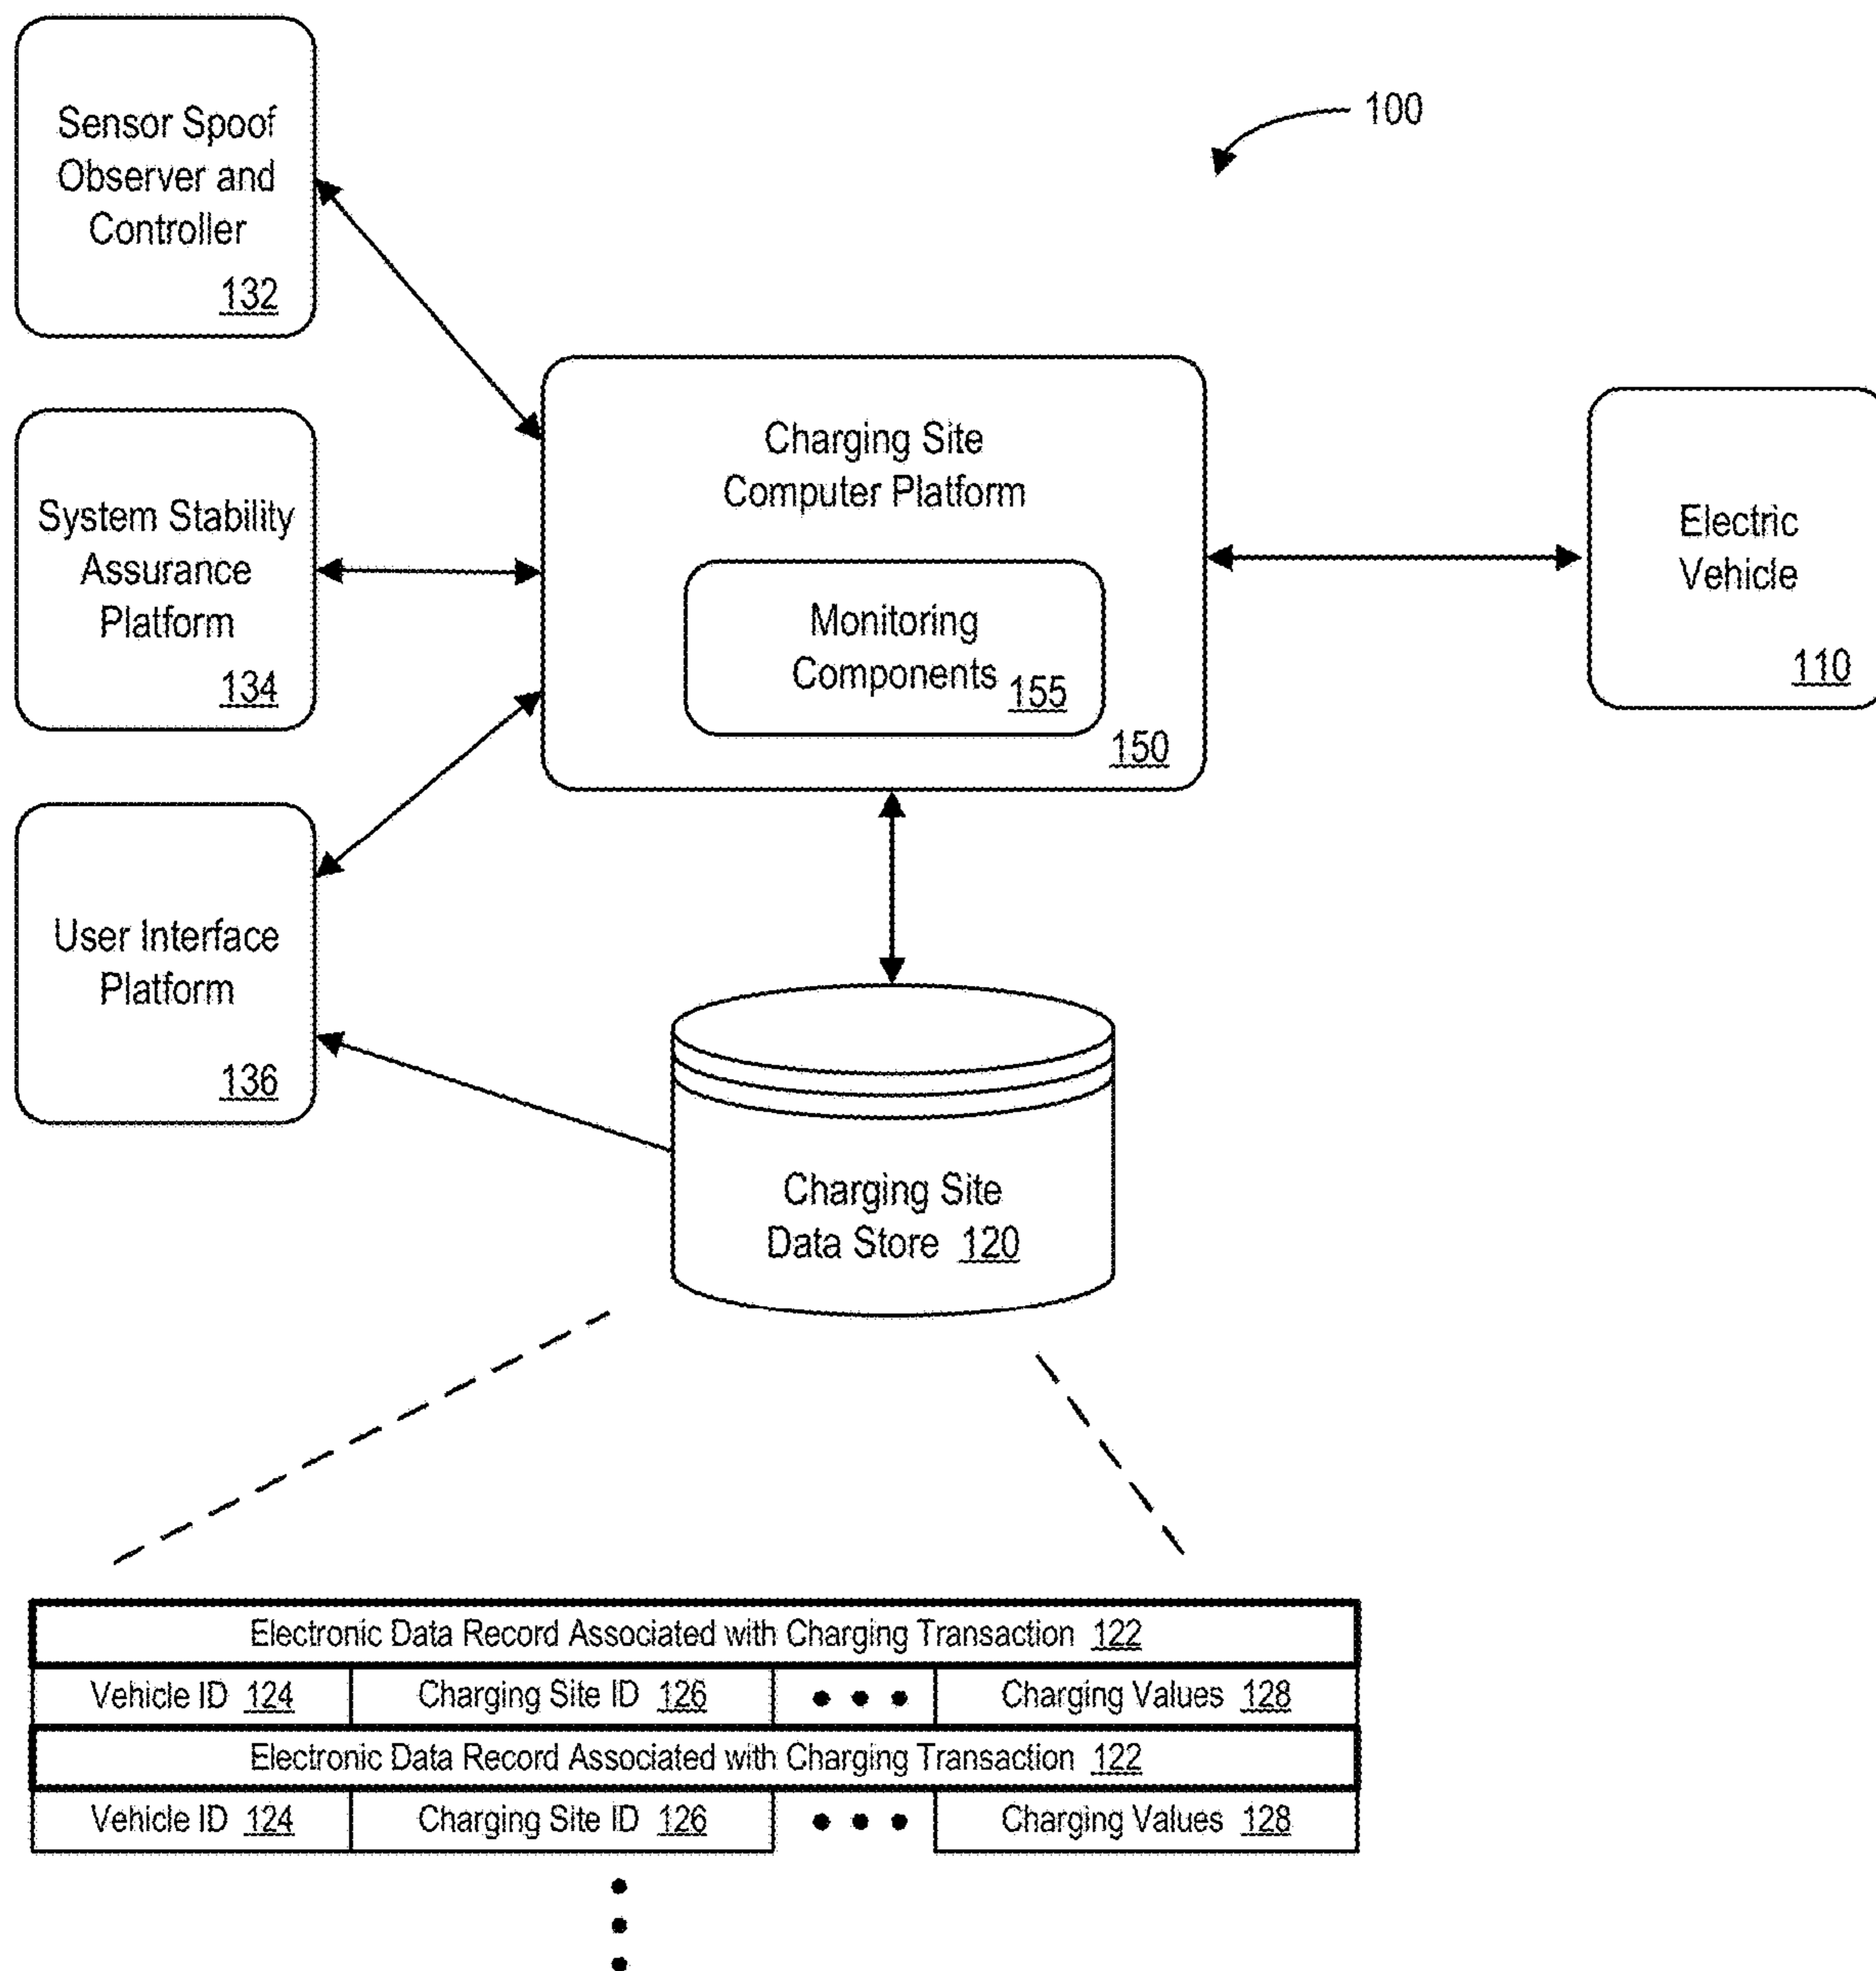 Sensor Spoof
Observer and
Controller
132
100
Charging Site
Computer Platform
System Stability
Assurance
Platform
134
Monitoring
Components 155
150
Electric
Vehicle
110
User Interface
Platform
136
Charging Site
Data Store 120
Electronic Data Record Associated with Charging Transaction 122
Vehicle ID 124 Charging Site ID 126 • • • Charging Values 128
Electronic Data Record Associated with Charging Transaction 122
Vehicle ID 124 Charging Site ID 126 • • • Charging Values 128